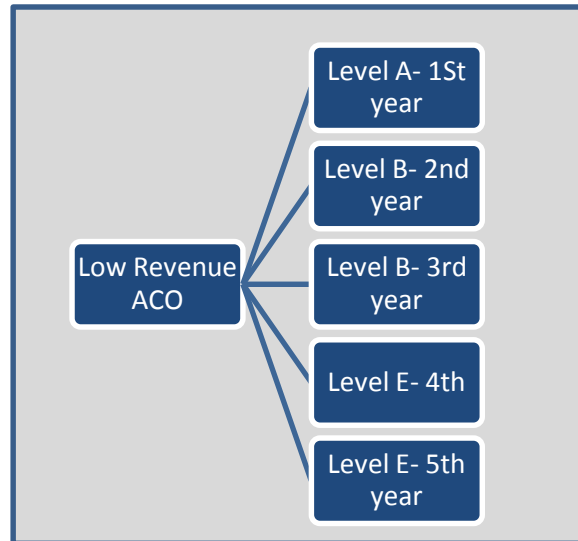 Level A- 1St
year
Level B- 2nd
year
Low Revenue
ACO
Level B- 3rd
year
Level E- 4th
Level E- 5th
year